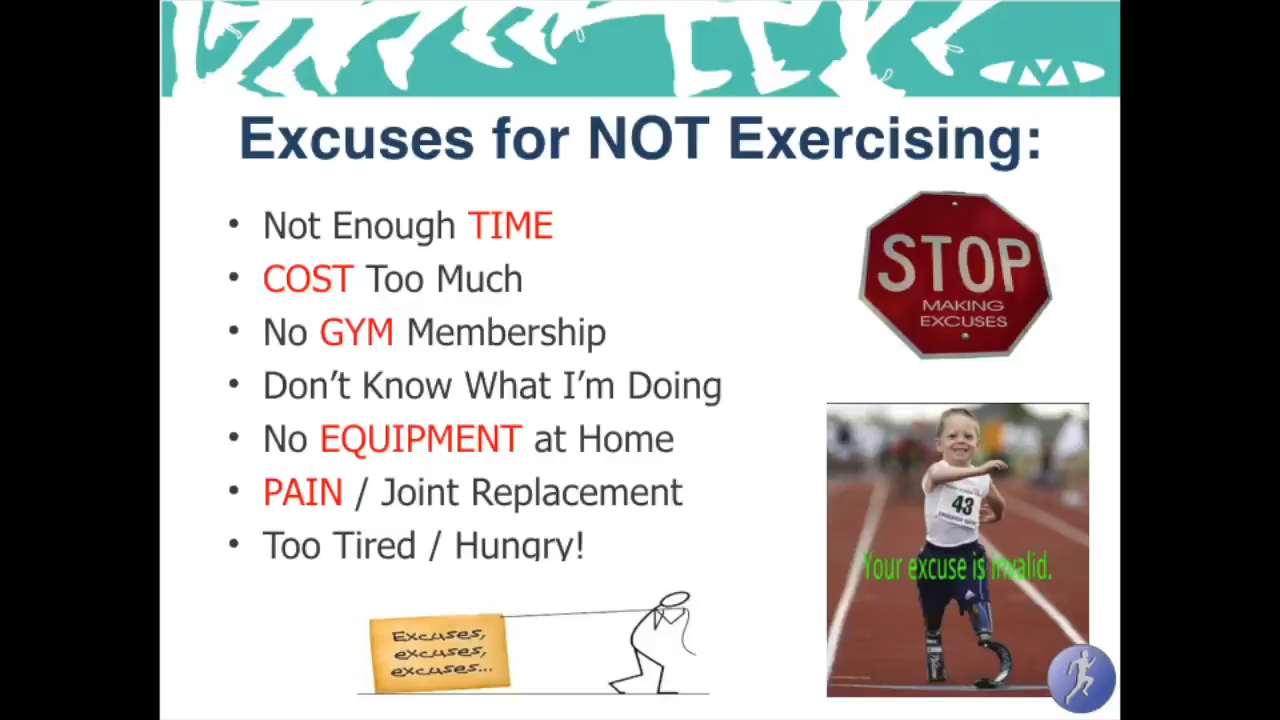 Excuses for NOT Exercising:
• Not Enough TIME
• COST Too Much
• No GYM Membership
• Don’t Know What I’m Doing
• No EQUIPMENT at Home
• PAIN / Joint Replacement
• Too Tired / Hungry!
STOP
MAKING
EXCUSES
43
Your excuse is invalid.
Excuses,
excuses,
excuses...